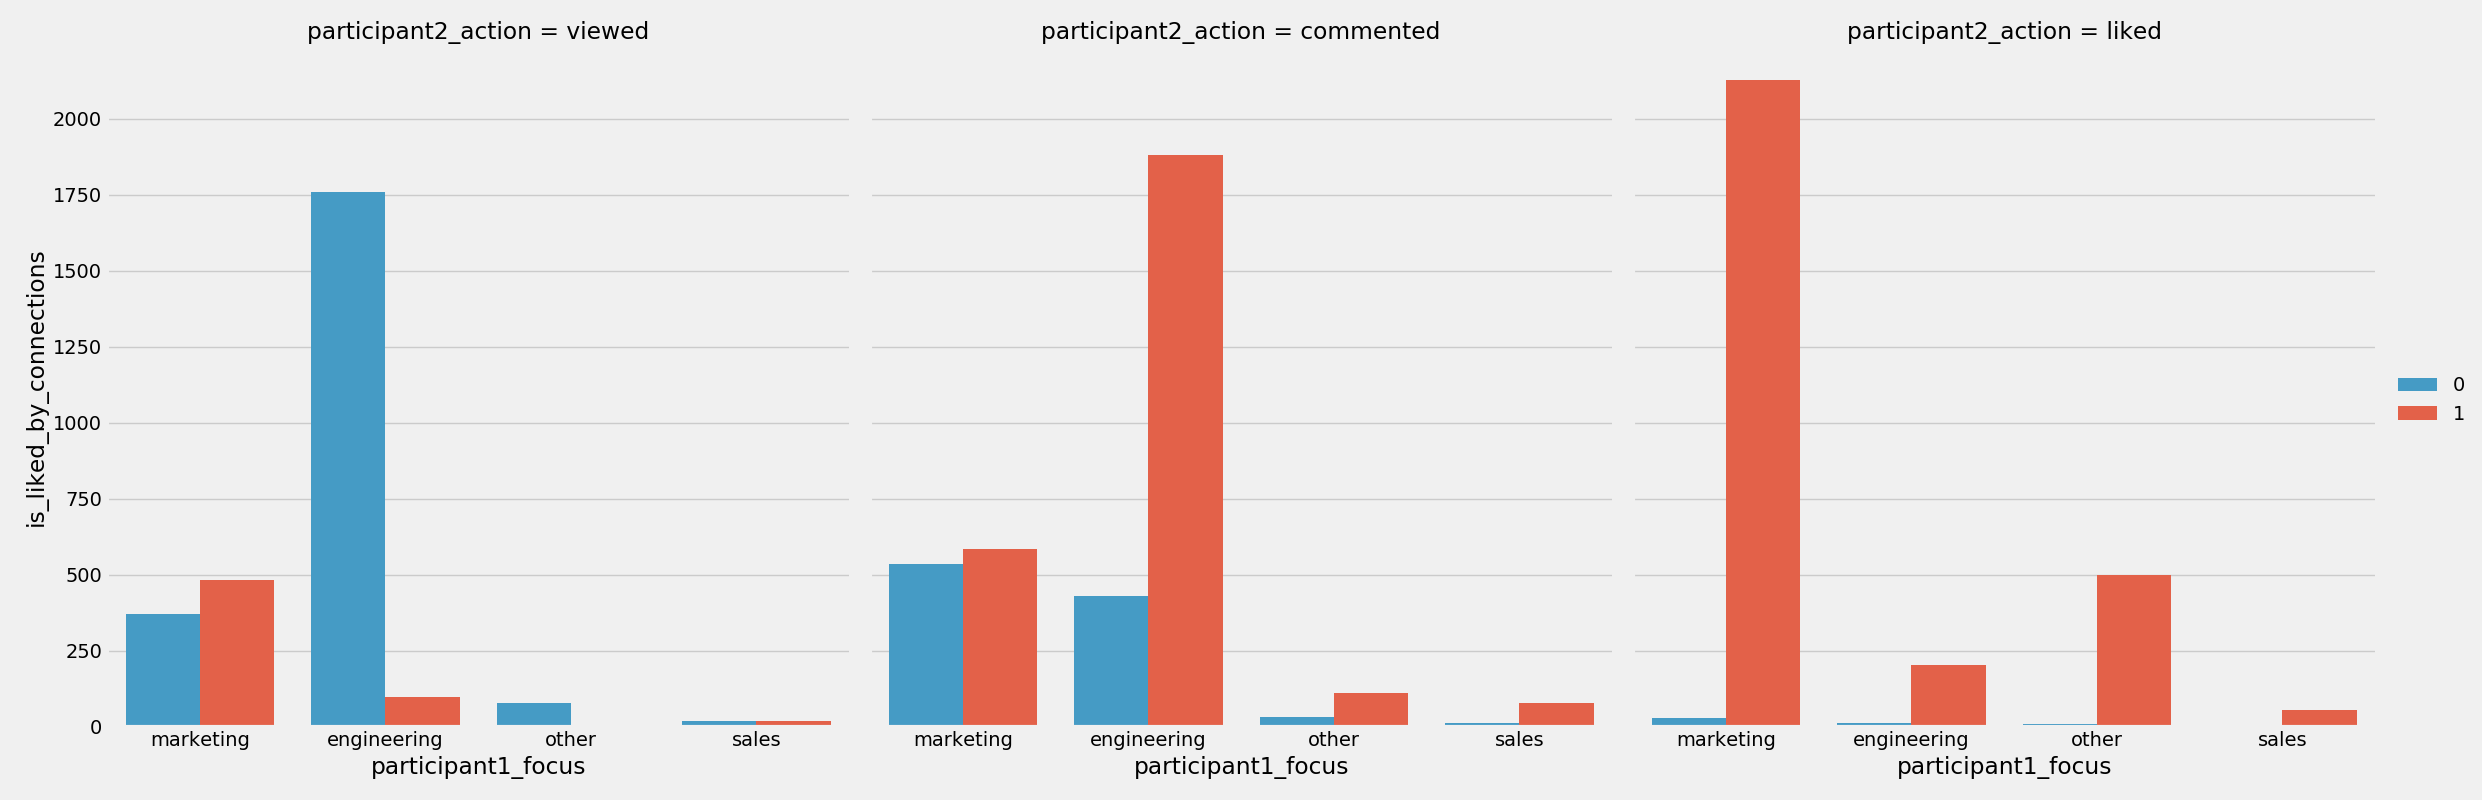 participant2_action = viewed
participant2_action = commented
participant2_action = liked
is_liked_by_connections
2000
1750
1500
1250
1000
750
500
250
0
marketing engineering other sales
participant1_focus
marketing engineering other sales
participant1_focus
marketing engineering other sales
participant1_focus
0
1